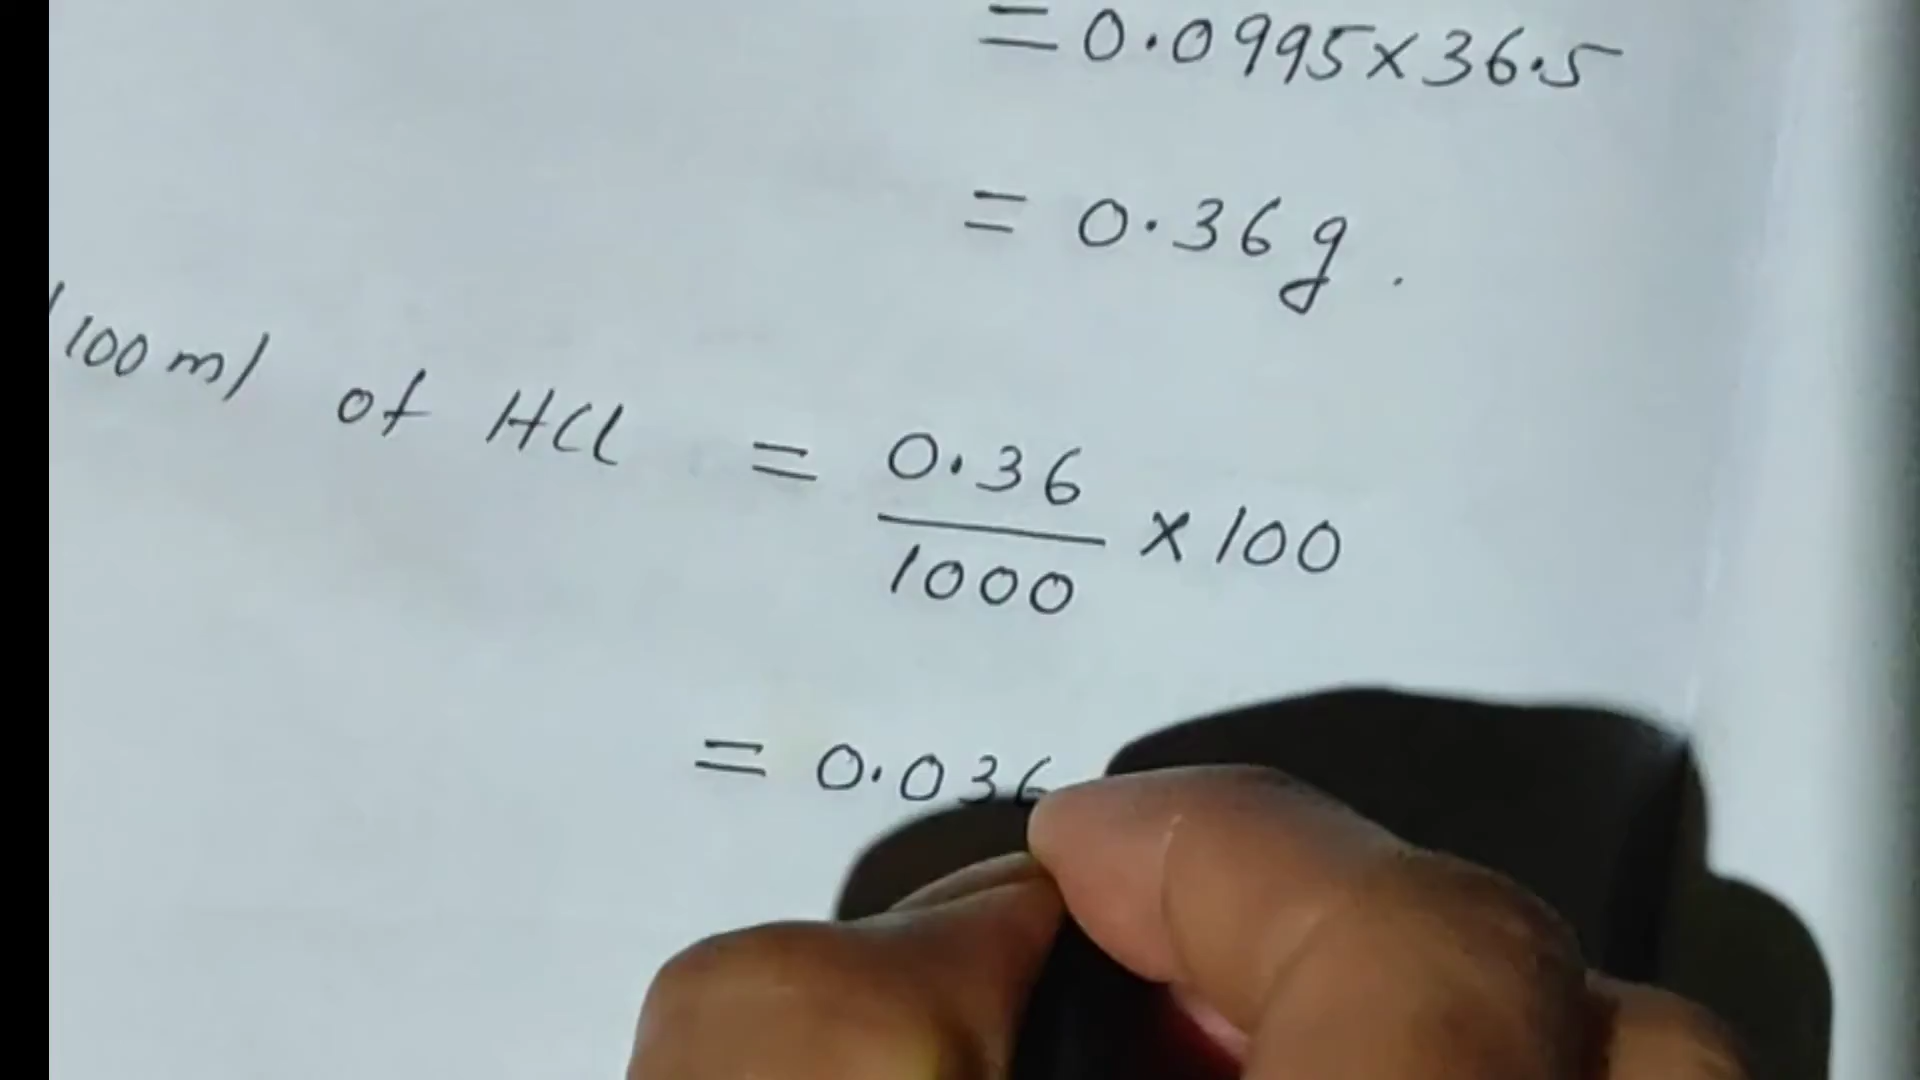 = 0.0995 x 36.5
= 0.36 g.
/100 ml of HCl = 0.36/1000 x 100
= 0.036